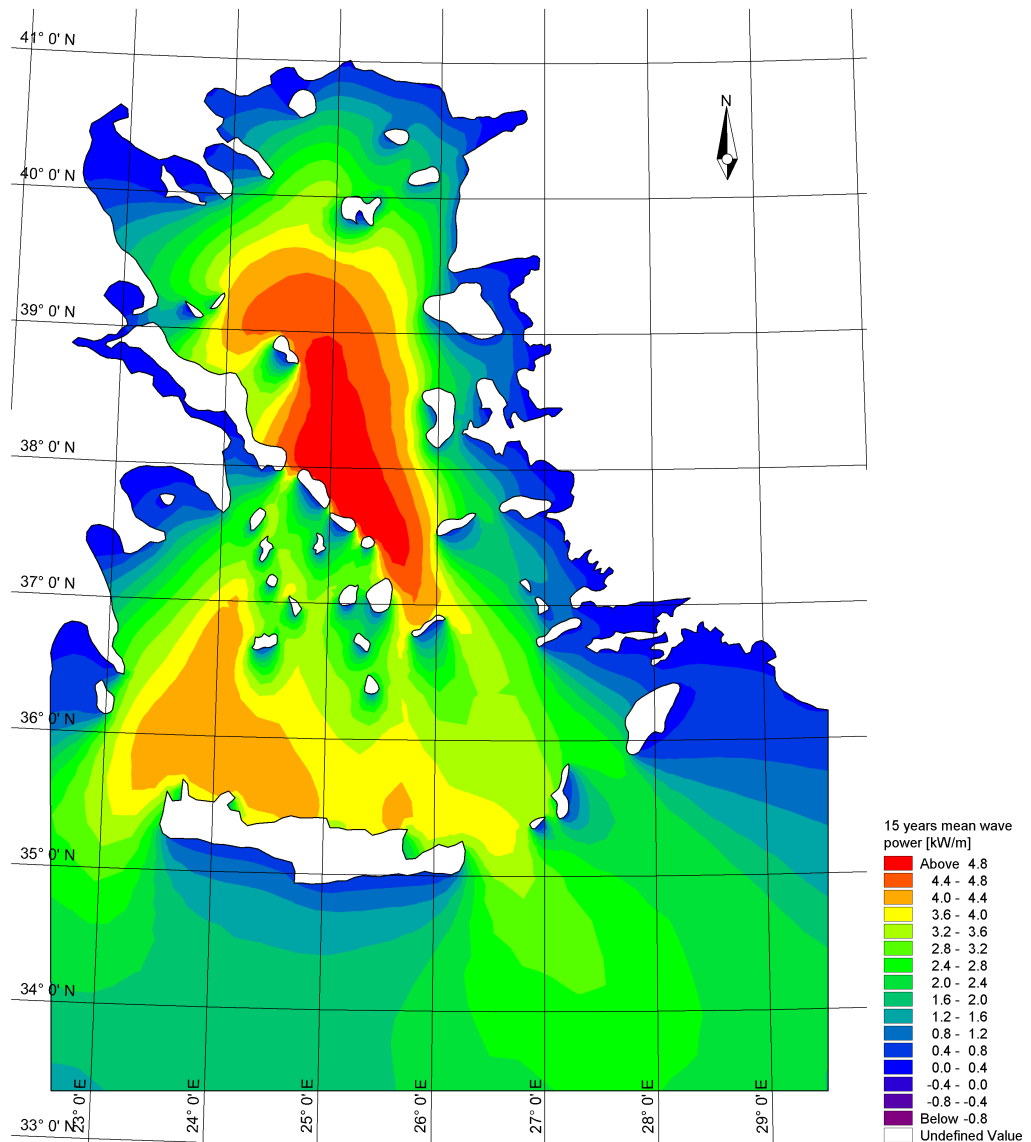 41° 0' N
N
40° 0' N
39° 0' N
38° 0' N
37° 0' N
36° 0' N
35° 0' N
34° 0' N
33° 0' N
23° 0' E
24° 0' E
25° 0' E
26° 0' E
27° 0' E
28° 0' E
29° 0' E
15 years mean wave
power [kW/m]
Above 4.8
4.4 - 4.8
4.0 - 4.4
3.6 - 4.0
3.2 - 3.6
2.8 - 3.2
2.4 - 2.8
2.0 - 2.4
1.6 - 2.0
1.2 - 1.6
0.8 - 1.2
0.4 - 0.8
0.0 - 0.4
-0.4 - 0.0
-0.8 - -0.4
Below -0.8
Undefined Value